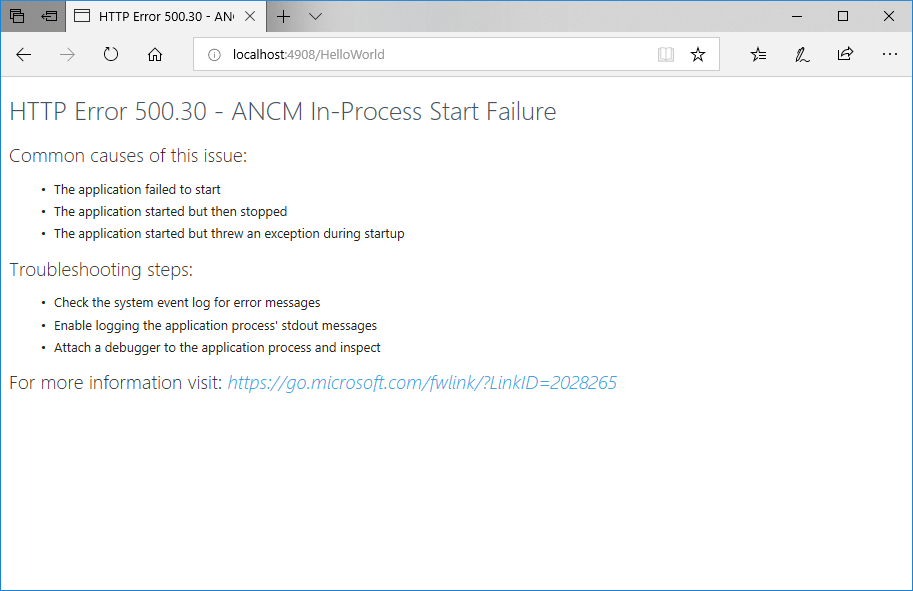 HTTP Error 500.30 - AN
localhost:4908/HelloWorld
HTTP Error 500.30 - ANCM In-Process Start Failure
Common causes of this issue:
• The application failed to start
• The application started but then stopped
• The application started but threw an exception during startup
Troubleshooting steps:
• Check the system event log for error messages
• Enable logging the application process' stdout messages
• Attach a debugger to the application process and inspect
For more information visit: https://go.microsoft.com/fwlink/?LinkID=2028265